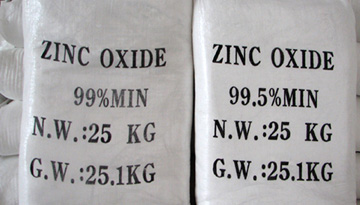 ZINC OXIDE
99%MIN
N.W.:25 KG
G.W.:25.1KG
ZINC OXIDE
99.5%MIN
N.W.:25 KG
G.W.:25.1KG